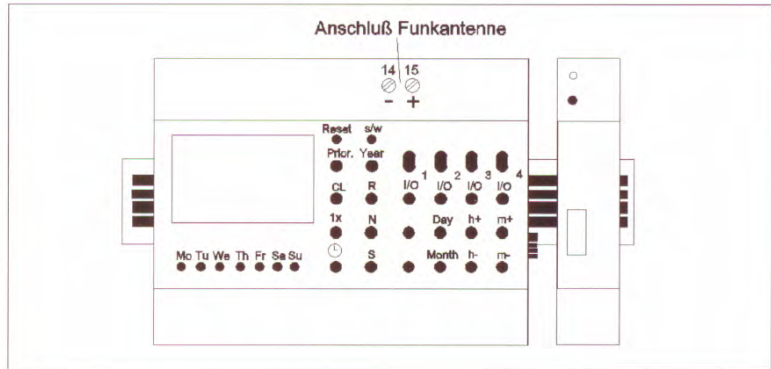 Anschluß Funkantenne
14 15
- +
Reset s/w
Prior. Year
1 2 3 4
CL R I/O I/O I/O I/O
1x N Day h+ m+
Mo Tu We Th Fr Sa Su S Month h- m-